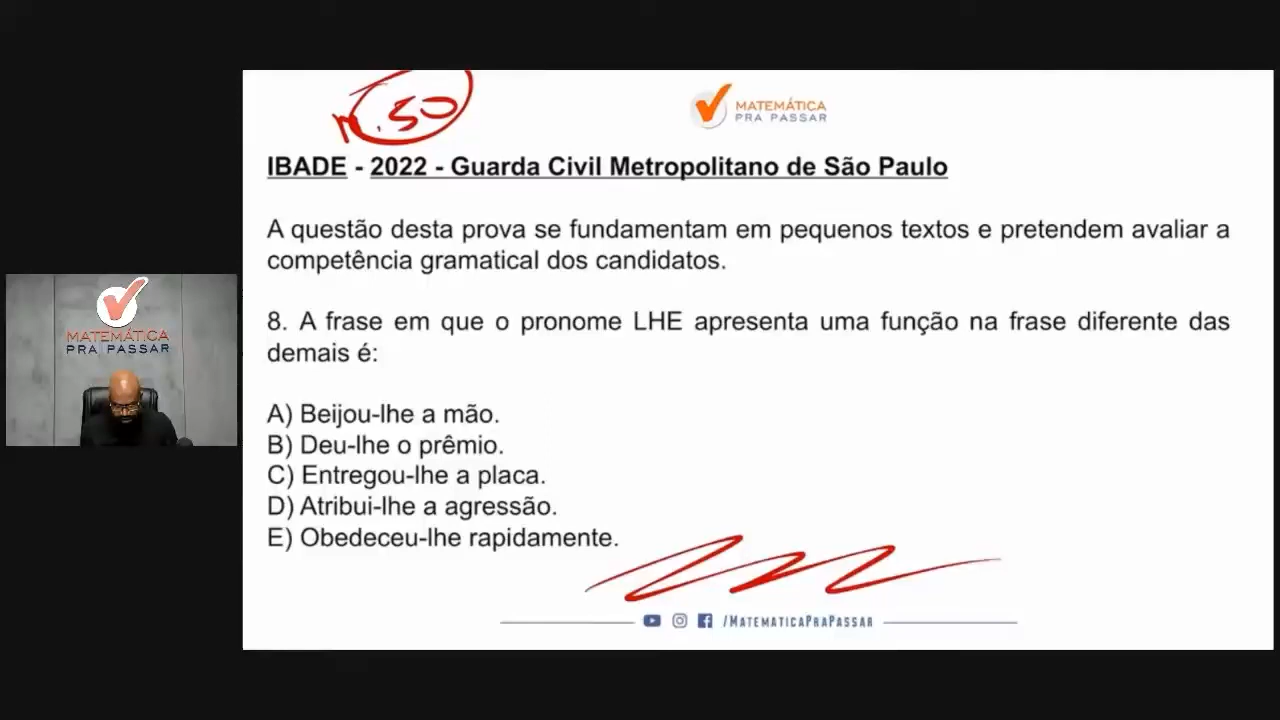 n. 50
MATEMÁTICA
PRA PASSAR
IBADE - 2022 - Guarda Civil Metropolitano de São Paulo
A questão desta prova se fundamentam em pequenos textos e pretendem avaliar a
competência gramatical dos candidatos.
8. A frase em que o pronome LHE apresenta uma função na frase diferente das
demais é:
A) Beijou-lhe a mão.
B) Deu-lhe o prêmio.
C) Entregou-lhe a placa.
D) Atribui-lhe a agressão.
E) Obedeceu-lhe rapidamente.
/MATEMATICAPRAPASSAR
MATEMÁTICA
PRA PASSAR